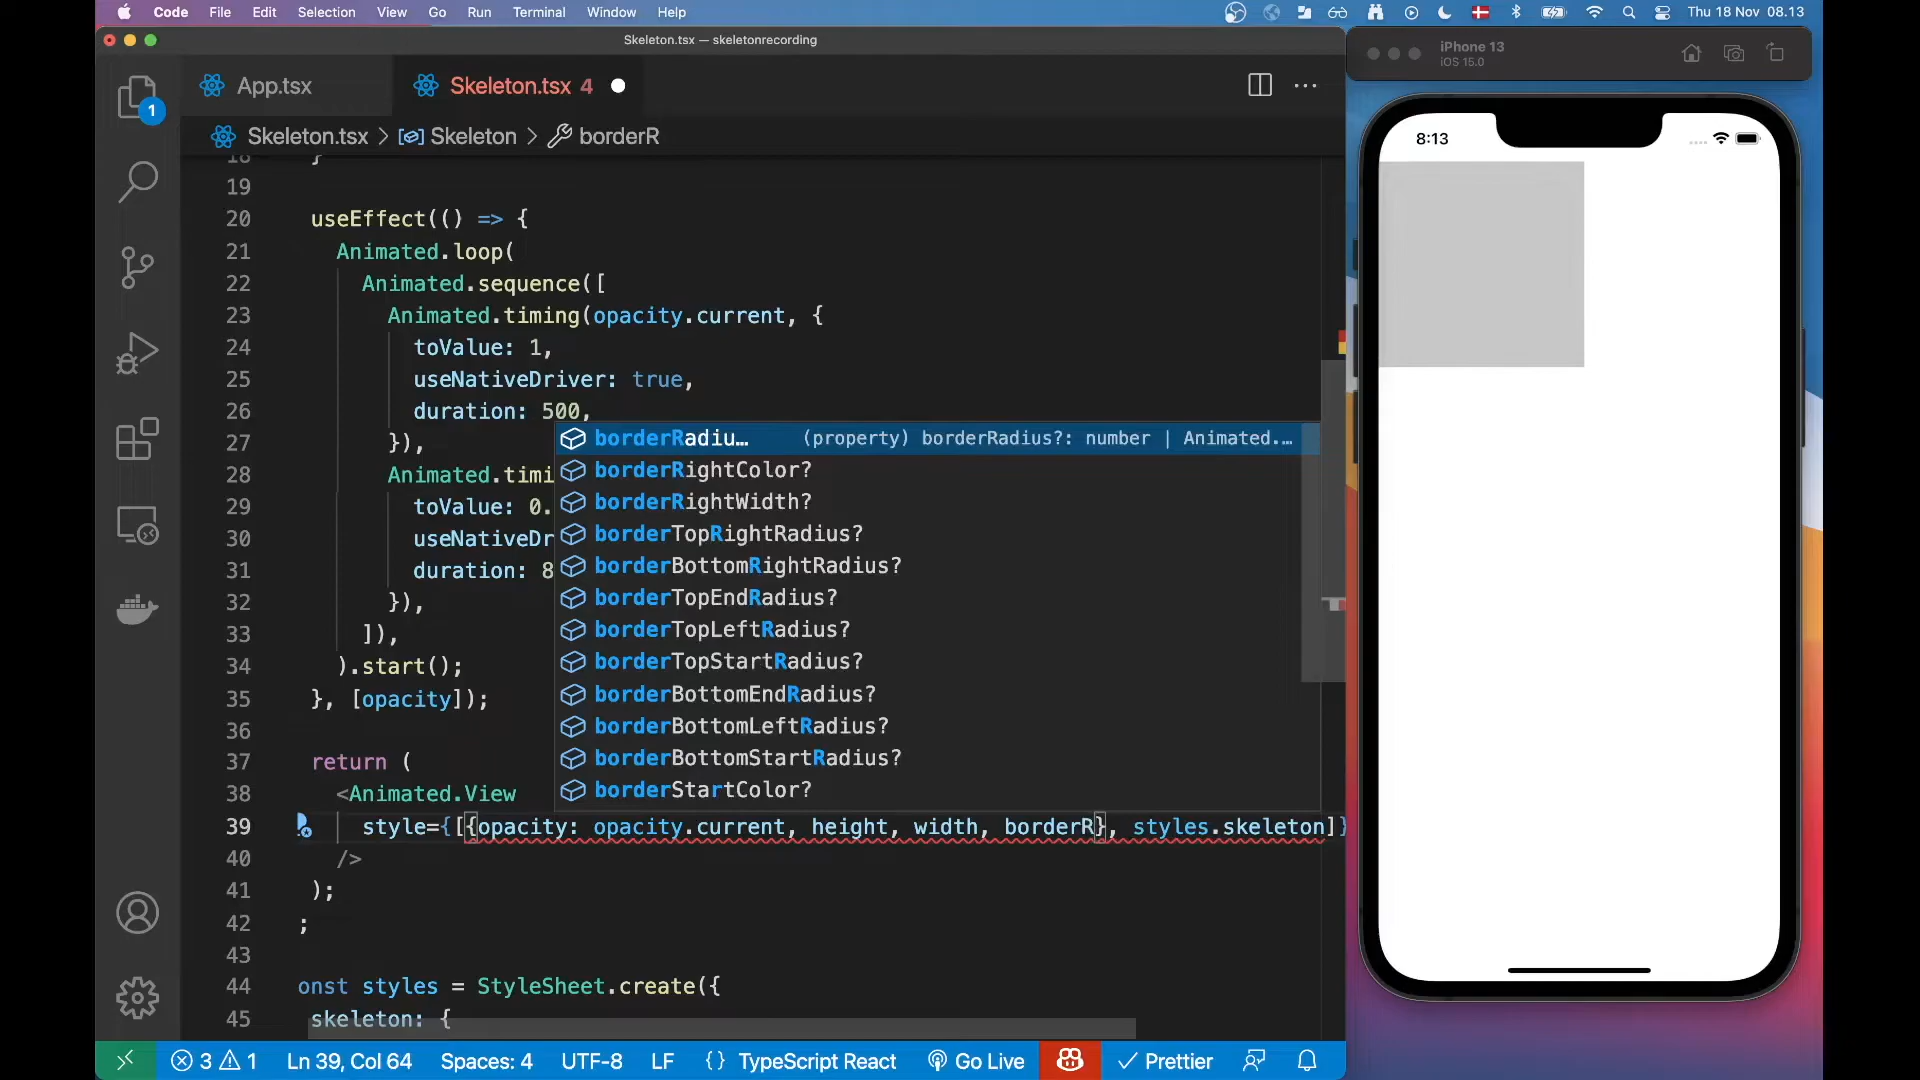 Code File Edit Selection View Go Run Terminal Window Help Thu 18 Nov 08.13
Skeleton.tsx — skeletonrecording
iPhone 13
iOS 15.0
App.tsx Skeleton.tsx 4
1
Skeleton.tsx > Skeleton > borderR
8:13
18 }
19
20 useEffect(() => {
21 Animated.loop(
22 Animated.sequence([
23 Animated.timing(opacity.current, {
24 toValue: 1,
25 useNativeDriver: true,
26 duration: 500,
27 }),
28 Animated.timi
29 toValue: 0.
30 useNativeDr
31 duration: 8
32 }),
33 ]),
34 ).start();
35 }, [opacity]);
36
37 return (
38 <Animated.View
39 style={[{opacity: opacity.current, height, width, borderR}, styles.skeleton]}
40 />
41 );
42 ;
43
44 onst styles = StyleSheet.create({
45 skeleton: {
borderRadiu… (property) borderRadius?: number | Animated.…
borderRightColor?
borderRightWidth?
borderTopRightRadius?
borderBottomRightRadius?
borderTopEndRadius?
borderTopLeftRadius?
borderTopStartRadius?
borderBottomEndRadius?
borderBottomLeftRadius?
borderBottomStartRadius?
borderStartColor?
3 1 Ln 39, Col 64 Spaces: 4 UTF-8 LF {} TypeScript React Go Live Prettier